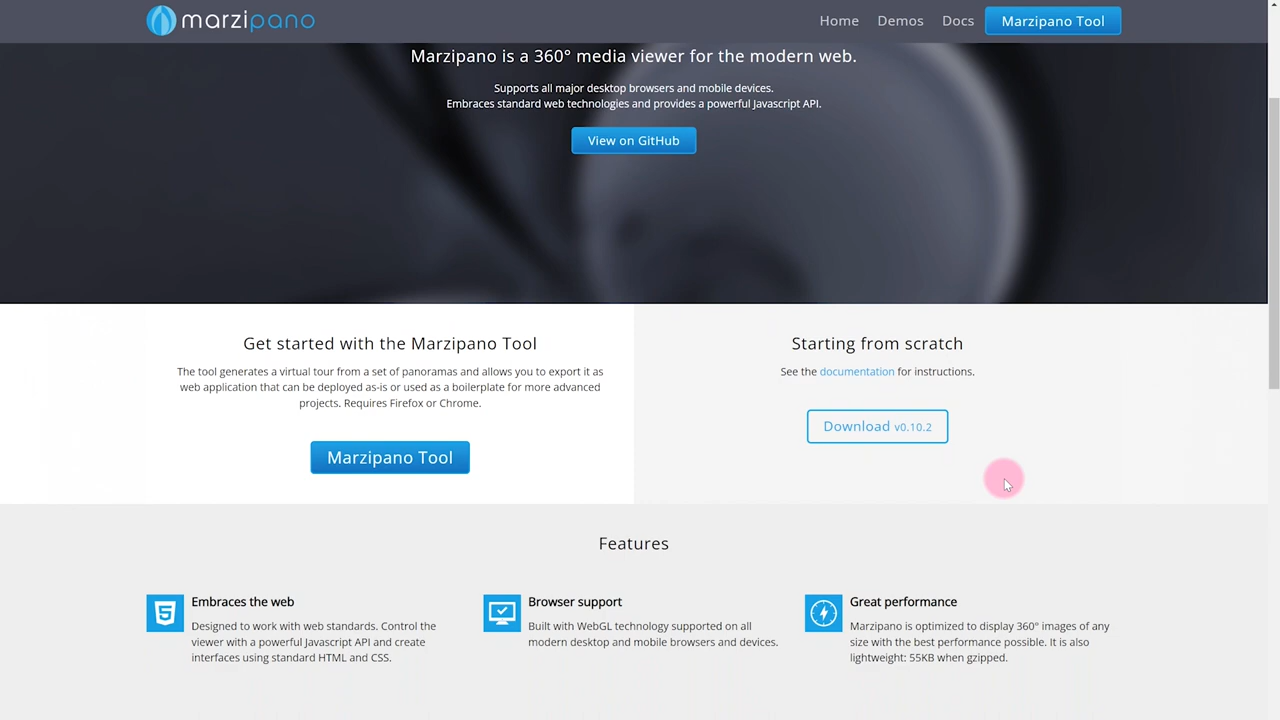 marzipano
Home
Demos
Docs
Marzipano Tool
Marzipano is a 360° media viewer for the modern web.
Supports all major desktop browsers and mobile devices.
Embraces standard web technologies and provides a powerful Javascript API.
View on GitHub
Get started with the Marzipano Tool
The tool generates a virtual tour from a set of panoramas and allows you to export it as
web application that can be deployed as-is or used as a boilerplate for more advanced
projects. Requires Firefox or Chrome.
Marzipano Tool
Starting from scratch
See the documentation for instructions.
Download v0.10.2
Features
Embraces the web
Designed to work with web standards. Control the
viewer with a powerful Javascript API and create
interfaces using standard HTML and CSS.
Browser support
Built with WebGL technology supported on all
modern desktop and mobile browsers and devices.
Great performance
Marzipano is optimized to display 360° images of any
size with the best performance possible. It is also
lightweight: 55KB when gzipped.